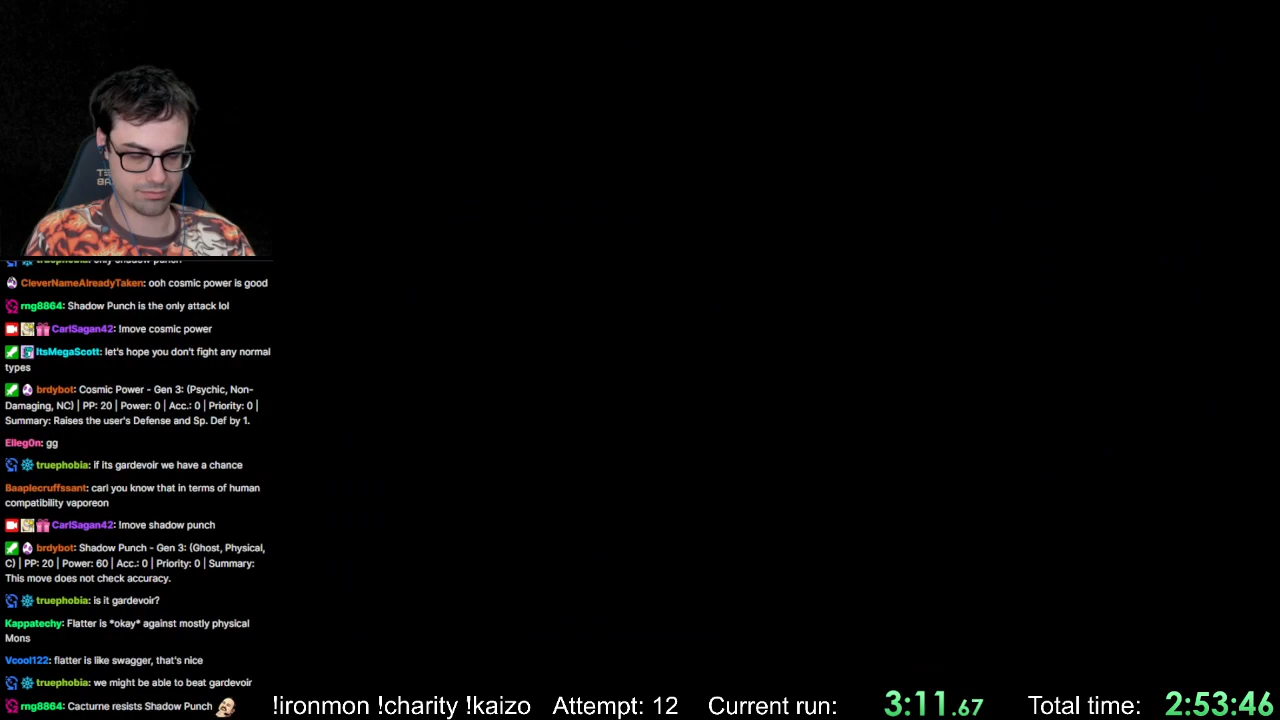 truephobia: only shadow punch
CleverNameAlreadyTaken: ooh cosmic power is good
rng8864: Shadow Punch is the only attack lol
CarlSagan42: !move cosmic power
ItsMegaScott: let's hope you don't fight any normal
types
brdybot: Cosmic Power - Gen 3: (Psychic, Non-
Damaging, NC) | PP: 20 | Power: 0 | Acc.: 0 | Priority: 0 |
Summary: Raises the user's Defense and Sp. Def by 1.
Elleg0n: gg
truephobia: if its gardevoir we have a chance
Baaplecruffssant: carl you know that in terms of human
compatibility vaporeon
CarlSagan42: !move shadow punch
brdybot: Shadow Punch - Gen 3: (Ghost, Physical,
C) | PP: 20 | Power: 60 | Acc.: 0 | Priority: 0 | Summary:
This move does not check accuracy.
truephobia: is it gardevoir?
Kappatechy: Flatter is *okay* against mostly physical
Mons
Vcool122: flatter is like swagger, that's nice
truephobia: we might be able to beat gardevoir
rng8864: Cacturne resists Shadow Punch
!ironmon !charity !kaizo Attempt: 12 Current run: 3:11.67 Total time: 2:53:46